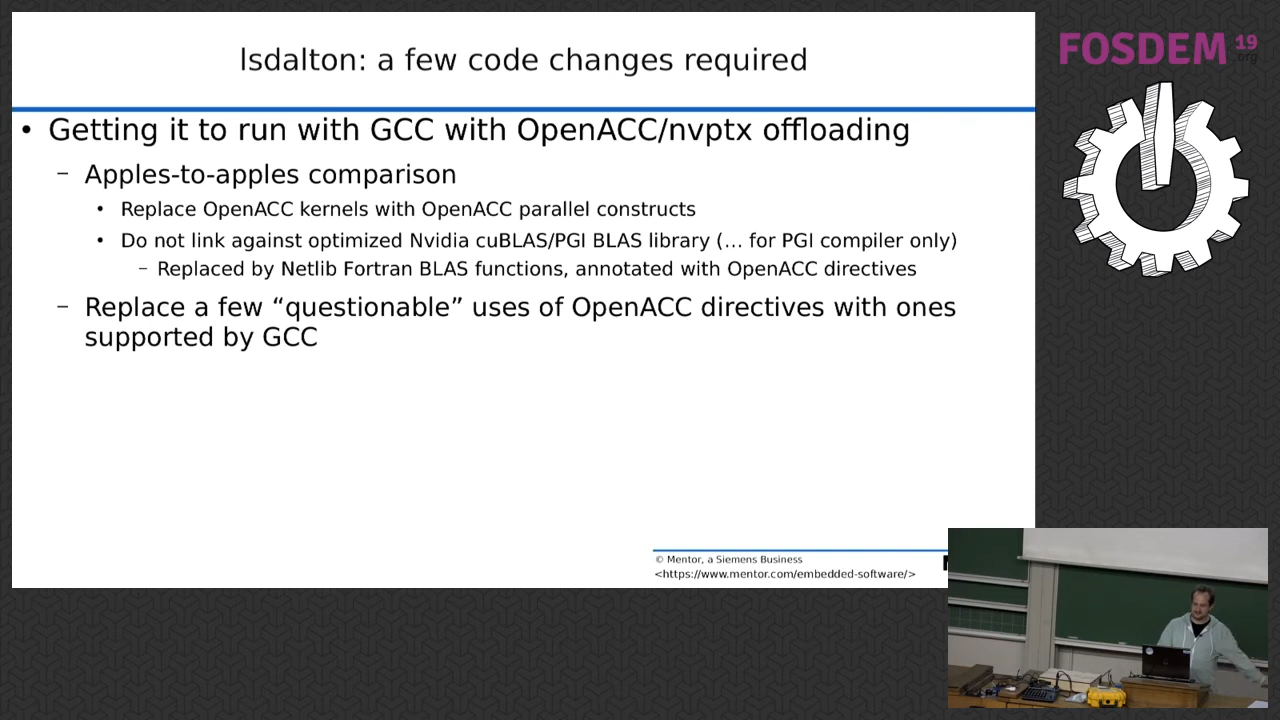 lsdalton: a few code changes required
• Getting it to run with GCC with OpenACC/nvptx offloading
– Apples-to-apples comparison
• Replace OpenACC kernels with OpenACC parallel constructs
• Do not link against optimized Nvidia cuBLAS/PGI BLAS library (… for PGI compiler only)
– Replaced by Netlib Fortran BLAS functions, annotated with OpenACC directives
– Replace a few “questionable” uses of OpenACC directives with ones
supported by GCC
© Mentor, a Siemens Business
<https://www.mentor.com/embedded-software/>
FOSDEM 19
.org